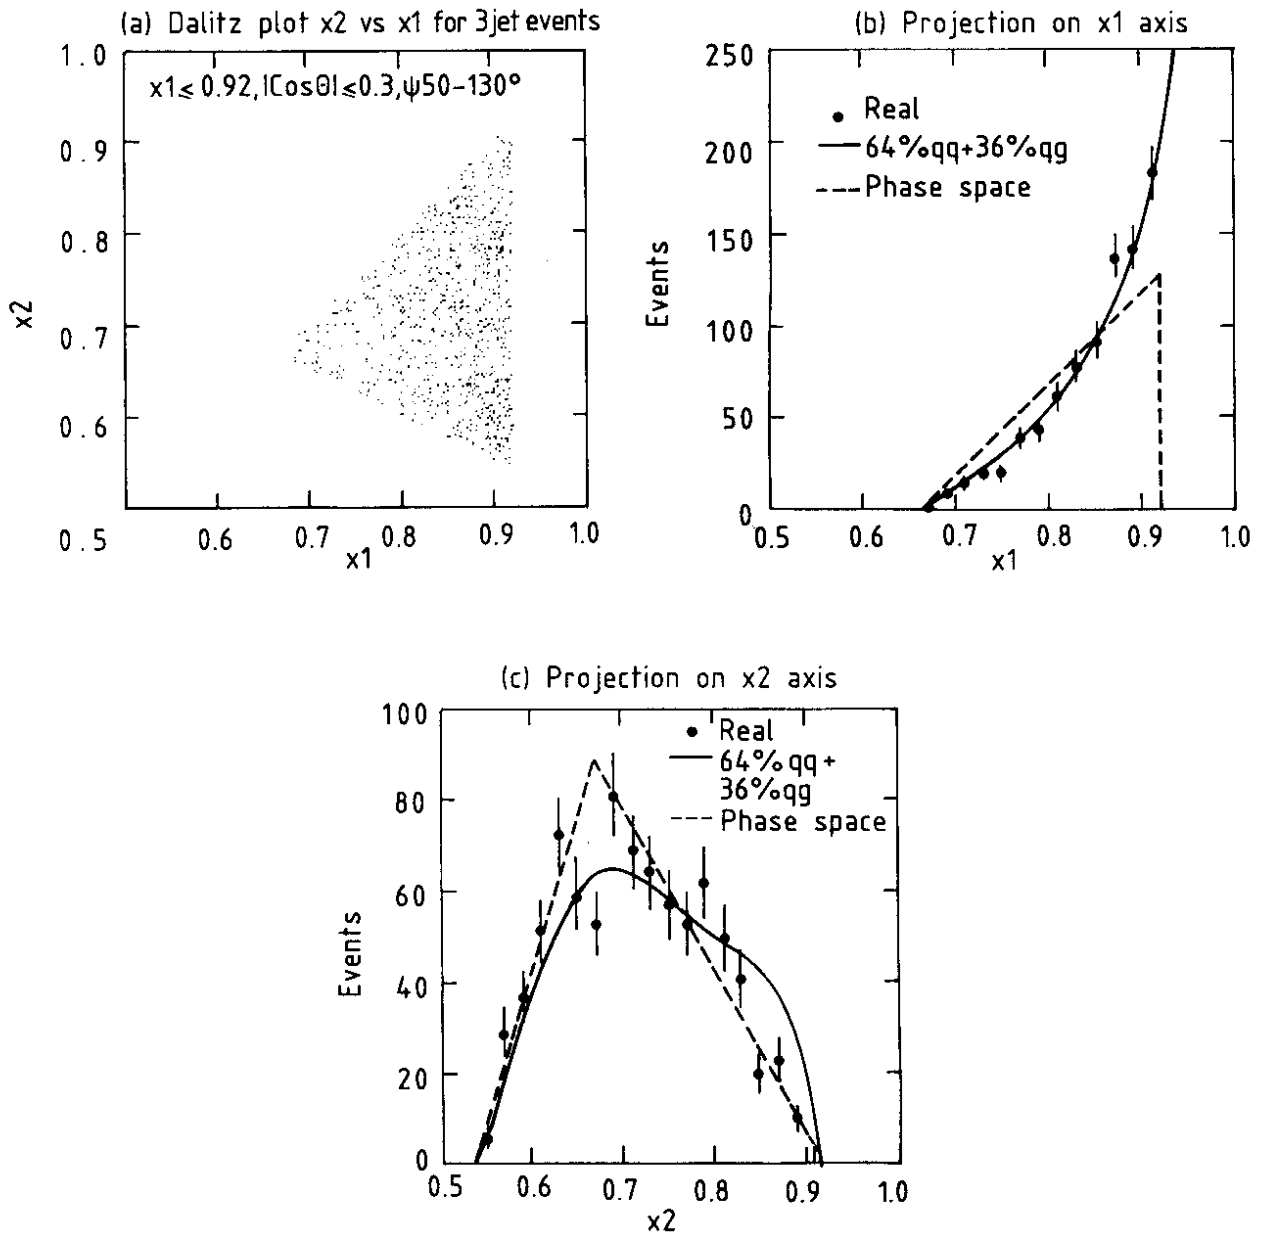 (a) Dalitz plot x2 vs x1 for 3jet events
x1≤0.92,|Cosθ|≤0.3,ψ50-130°
1.0
0.9
0.8
0.7
0.6
0.5
x2
0.6 0.7 0.8 0.9 1.0
x1
(b) Projection on x1 axis
250
200
150
100
50
0
Events
Real
64%qq+36%qg
Phase space
0.5 0.6 0.7 0.8 0.9 1.0
x1
(c) Projection on x2 axis
100
80
60
40
20
0
Events
Real
64%qq+
36%qg
Phase space
0.5 0.6 0.7 0.8 0.9 1.0
x2